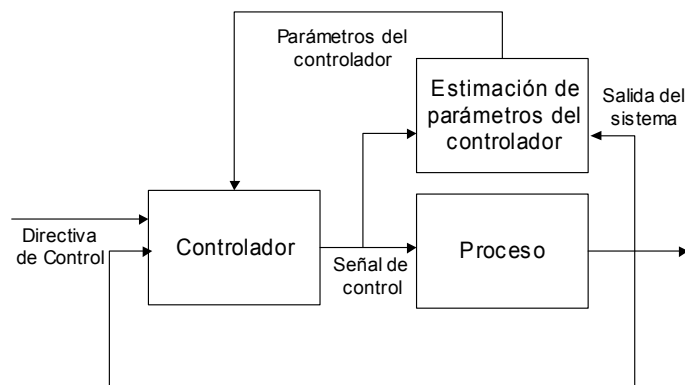 Parámetros del
controlador
Estimación de
parámetros del
controlador
Salida del
sistema
Directiva
de Control
Controlador
Señal de
control
Proceso